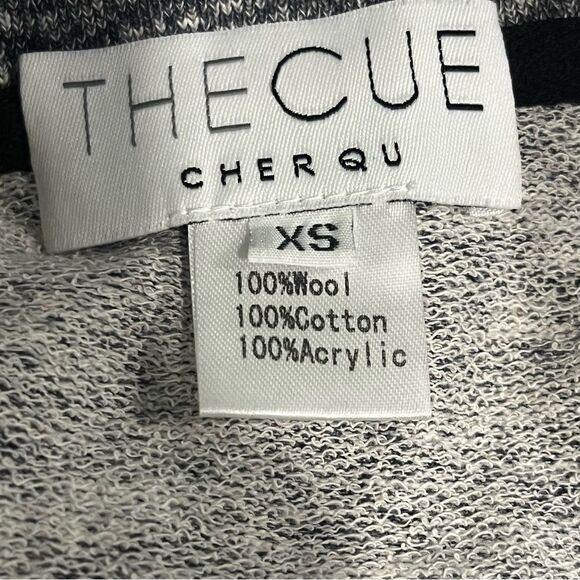 THECUE
CHER QU
XS
100%Wool
100%Cotton
100%Acrylic